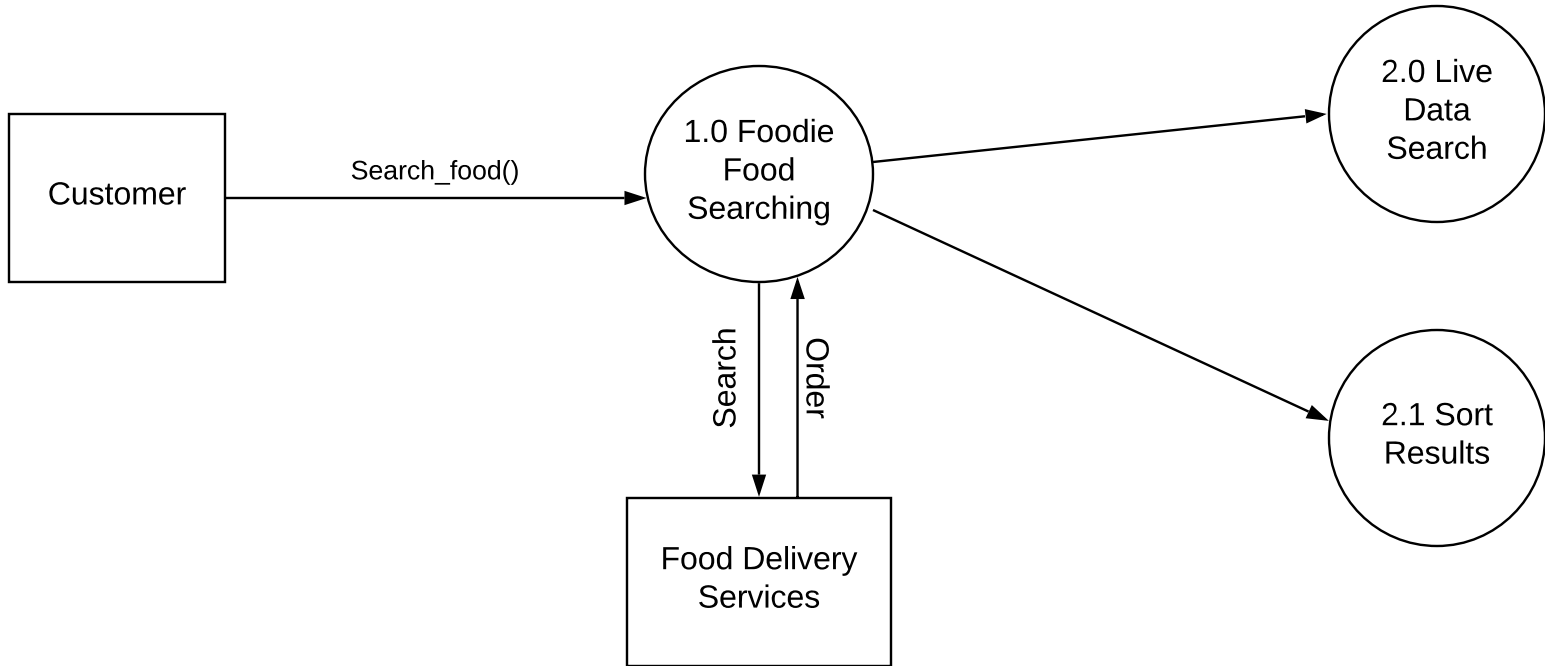 Customer
Search_food()
1.0 Foodie
Food
Searching
2.0 Live
Data
Search
Search
Order
2.1 Sort
Results
Food Delivery
Services